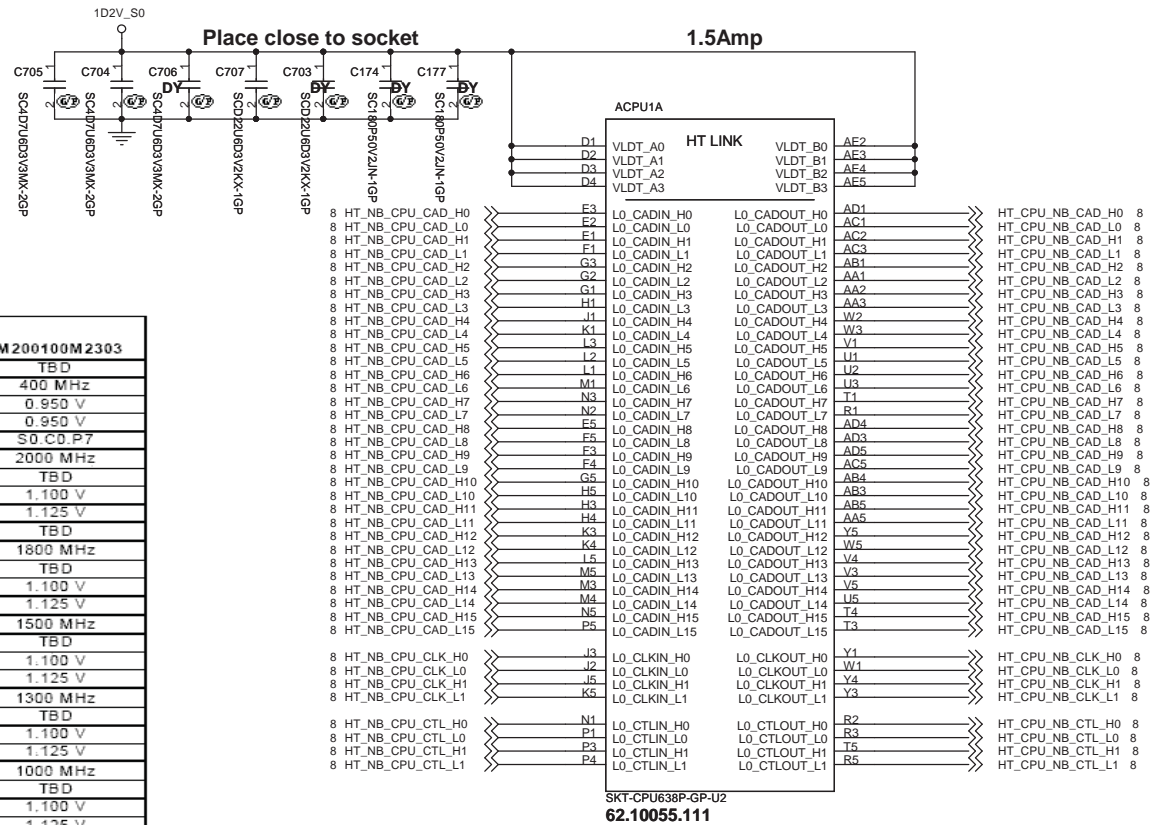 1D2V_S0
Place close to socket
1.5Amp
C705
C704
C706
C707
C703
C174
C177
1
1
1
1
1
1
1
DY
DY
DY
DY
2
2
2
2
2
2
2
G/P
G/P
G/P
G/P
G/P
G/P
G/P
SC4D7U6D3V3MX-2GP
SC4D7U6D3V3MX-2GP
SC4D7U6D3V3MX-2GP
SCD22U6D3V2KX-1GP
SCD22U6D3V2KX-1GP
SC180P50V2JN-1GP
SC180P50V2JN-1GP
ACPU1A
HT LINK
D1 VLDT_A0 VLDT_B0 AE2
D2 VLDT_A1 VLDT_B1 AE3
D3 VLDT_A2 VLDT_B2 AE4
D4 VLDT_A3 VLDT_B3 AE5
8 HT_NB_CPU_CAD_H0 E3 L0_CADIN_H0 L0_CADOUT_H0 AD1 HT_CPU_NB_CAD_H0 8
8 HT_NB_CPU_CAD_L0 E2 L0_CADIN_L0 L0_CADOUT_L0 AC1 HT_CPU_NB_CAD_L0 8
8 HT_NB_CPU_CAD_H1 E1 L0_CADIN_H1 L0_CADOUT_H1 AC2 HT_CPU_NB_CAD_H1 8
8 HT_NB_CPU_CAD_L1 F1 L0_CADIN_L1 L0_CADOUT_L1 AC3 HT_CPU_NB_CAD_L1 8
8 HT_NB_CPU_CAD_H2 G3 L0_CADIN_H2 L0_CADOUT_H2 AB1 HT_CPU_NB_CAD_H2 8
8 HT_NB_CPU_CAD_L2 G2 L0_CADIN_L2 L0_CADOUT_L2 AA1 HT_CPU_NB_CAD_L2 8
8 HT_NB_CPU_CAD_H3 G1 L0_CADIN_H3 L0_CADOUT_H3 AA2 HT_CPU_NB_CAD_H3 8
8 HT_NB_CPU_CAD_L3 H1 L0_CADIN_L3 L0_CADOUT_L3 AA3 HT_CPU_NB_CAD_L3 8
8 HT_NB_CPU_CAD_H4 J1 L0_CADIN_H4 L0_CADOUT_H4 W2 HT_CPU_NB_CAD_H4 8
8 HT_NB_CPU_CAD_L4 K1 L0_CADIN_L4 L0_CADOUT_L4 W3 HT_CPU_NB_CAD_L4 8
8 HT_NB_CPU_CAD_H5 L3 L0_CADIN_H5 L0_CADOUT_H5 V1 HT_CPU_NB_CAD_H5 8
8 HT_NB_CPU_CAD_L5 L2 L0_CADIN_L5 L0_CADOUT_L5 U1 HT_CPU_NB_CAD_L5 8
8 HT_NB_CPU_CAD_H6 L1 L0_CADIN_H6 L0_CADOUT_H6 U2 HT_CPU_NB_CAD_H6 8
8 HT_NB_CPU_CAD_L6 M1 L0_CADIN_L6 L0_CADOUT_L6 U3 HT_CPU_NB_CAD_L6 8
8 HT_NB_CPU_CAD_H7 N3 L0_CADIN_H7 L0_CADOUT_H7 T1 HT_CPU_NB_CAD_H7 8
8 HT_NB_CPU_CAD_L7 N2 L0_CADIN_L7 L0_CADOUT_L7 R1 HT_CPU_NB_CAD_L7 8
8 HT_NB_CPU_CAD_H8 E5 L0_CADIN_H8 L0_CADOUT_H8 AD4 HT_CPU_NB_CAD_H8 8
8 HT_NB_CPU_CAD_L8 F5 L0_CADIN_L8 L0_CADOUT_L8 AD3 HT_CPU_NB_CAD_L8 8
8 HT_NB_CPU_CAD_H9 F3 L0_CADIN_H9 L0_CADOUT_H9 AD5 HT_CPU_NB_CAD_H9 8
8 HT_NB_CPU_CAD_L9 F4 L0_CADIN_L9 L0_CADOUT_L9 AC5 HT_CPU_NB_CAD_L9 8
8 HT_NB_CPU_CAD_H10 G5 L0_CADIN_H10 L0_CADOUT_H10 AB4 HT_CPU_NB_CAD_H10 8
8 HT_NB_CPU_CAD_L10 H5 L0_CADIN_L10 L0_CADOUT_L10 AB3 HT_CPU_NB_CAD_L10 8
8 HT_NB_CPU_CAD_H11 H3 L0_CADIN_H11 L0_CADOUT_H11 AB5 HT_CPU_NB_CAD_H11 8
8 HT_NB_CPU_CAD_L11 H4 L0_CADIN_L11 L0_CADOUT_L11 AA5 HT_CPU_NB_CAD_L11 8
8 HT_NB_CPU_CAD_H12 K3 L0_CADIN_H12 L0_CADOUT_H12 Y5 HT_CPU_NB_CAD_H12 8
8 HT_NB_CPU_CAD_L12 K4 L0_CADIN_L12 L0_CADOUT_L12 W5 HT_CPU_NB_CAD_L12 8
8 HT_NB_CPU_CAD_H13 L5 L0_CADIN_H13 L0_CADOUT_H13 V4 HT_CPU_NB_CAD_H13 8
8 HT_NB_CPU_CAD_L13 M5 L0_CADIN_L13 L0_CADOUT_L13 V3 HT_CPU_NB_CAD_L13 8
8 HT_NB_CPU_CAD_H14 M3 L0_CADIN_H14 L0_CADOUT_H14 V5 HT_CPU_NB_CAD_H14 8
8 HT_NB_CPU_CAD_L14 M4 L0_CADIN_L14 L0_CADOUT_L14 U5 HT_CPU_NB_CAD_L14 8
8 HT_NB_CPU_CAD_H15 N5 L0_CADIN_H15 L0_CADOUT_H15 T4 HT_CPU_NB_CAD_H15 8
8 HT_NB_CPU_CAD_L15 P5 L0_CADIN_L15 L0_CADOUT_L15 T3 HT_CPU_NB_CAD_L15 8
8 HT_NB_CPU_CLK_H0 J3 L0_CLKIN_H0 L0_CLKOUT_H0 Y1 HT_CPU_NB_CLK_H0 8
8 HT_NB_CPU_CLK_L0 J2 L0_CLKIN_L0 L0_CLKOUT_L0 W1 HT_CPU_NB_CLK_L0 8
8 HT_NB_CPU_CLK_H1 J5 L0_CLKIN_H1 L0_CLKOUT_H1 Y4 HT_CPU_NB_CLK_H1 8
8 HT_NB_CPU_CLK_L1 K5 L0_CLKIN_L1 L0_CLKOUT_L1 Y3 HT_CPU_NB_CLK_L1 8
8 HT_NB_CPU_CTL_H0 N1 L0_CTLIN_H0 L0_CTLOUT_H0 R2 HT_CPU_NB_CTL_H0 8
8 HT_NB_CPU_CTL_L0 P1 L0_CTLIN_L0 L0_CTLOUT_L0 R3 HT_CPU_NB_CTL_L0 8
8 HT_NB_CPU_CTL_H1 P3 L0_CTLIN_H1 L0_CTLOUT_H1 T5 HT_CPU_NB_CTL_H1 8
8 HT_NB_CPU_CTL_L1 P4 L0_CTLIN_L1 L0_CTLOUT_L1 R5 HT_CPU_NB_CTL_L1 8
SKT-CPU638P-GP-U2
62.10055.111
M200100M2303
TBD
400 MHz
0.950 V
0.950 V
S0.C0.P7
2000 MHz
TBD
1.100 V
1.125 V
TBD
1800 MHz
TBD
1.100 V
1.125 V
1500 MHz
TBD
1.100 V
1.125 V
1300 MHz
TBD
1.100 V
1.125 V
1000 MHz
TBD
1.100 V
1.125 V